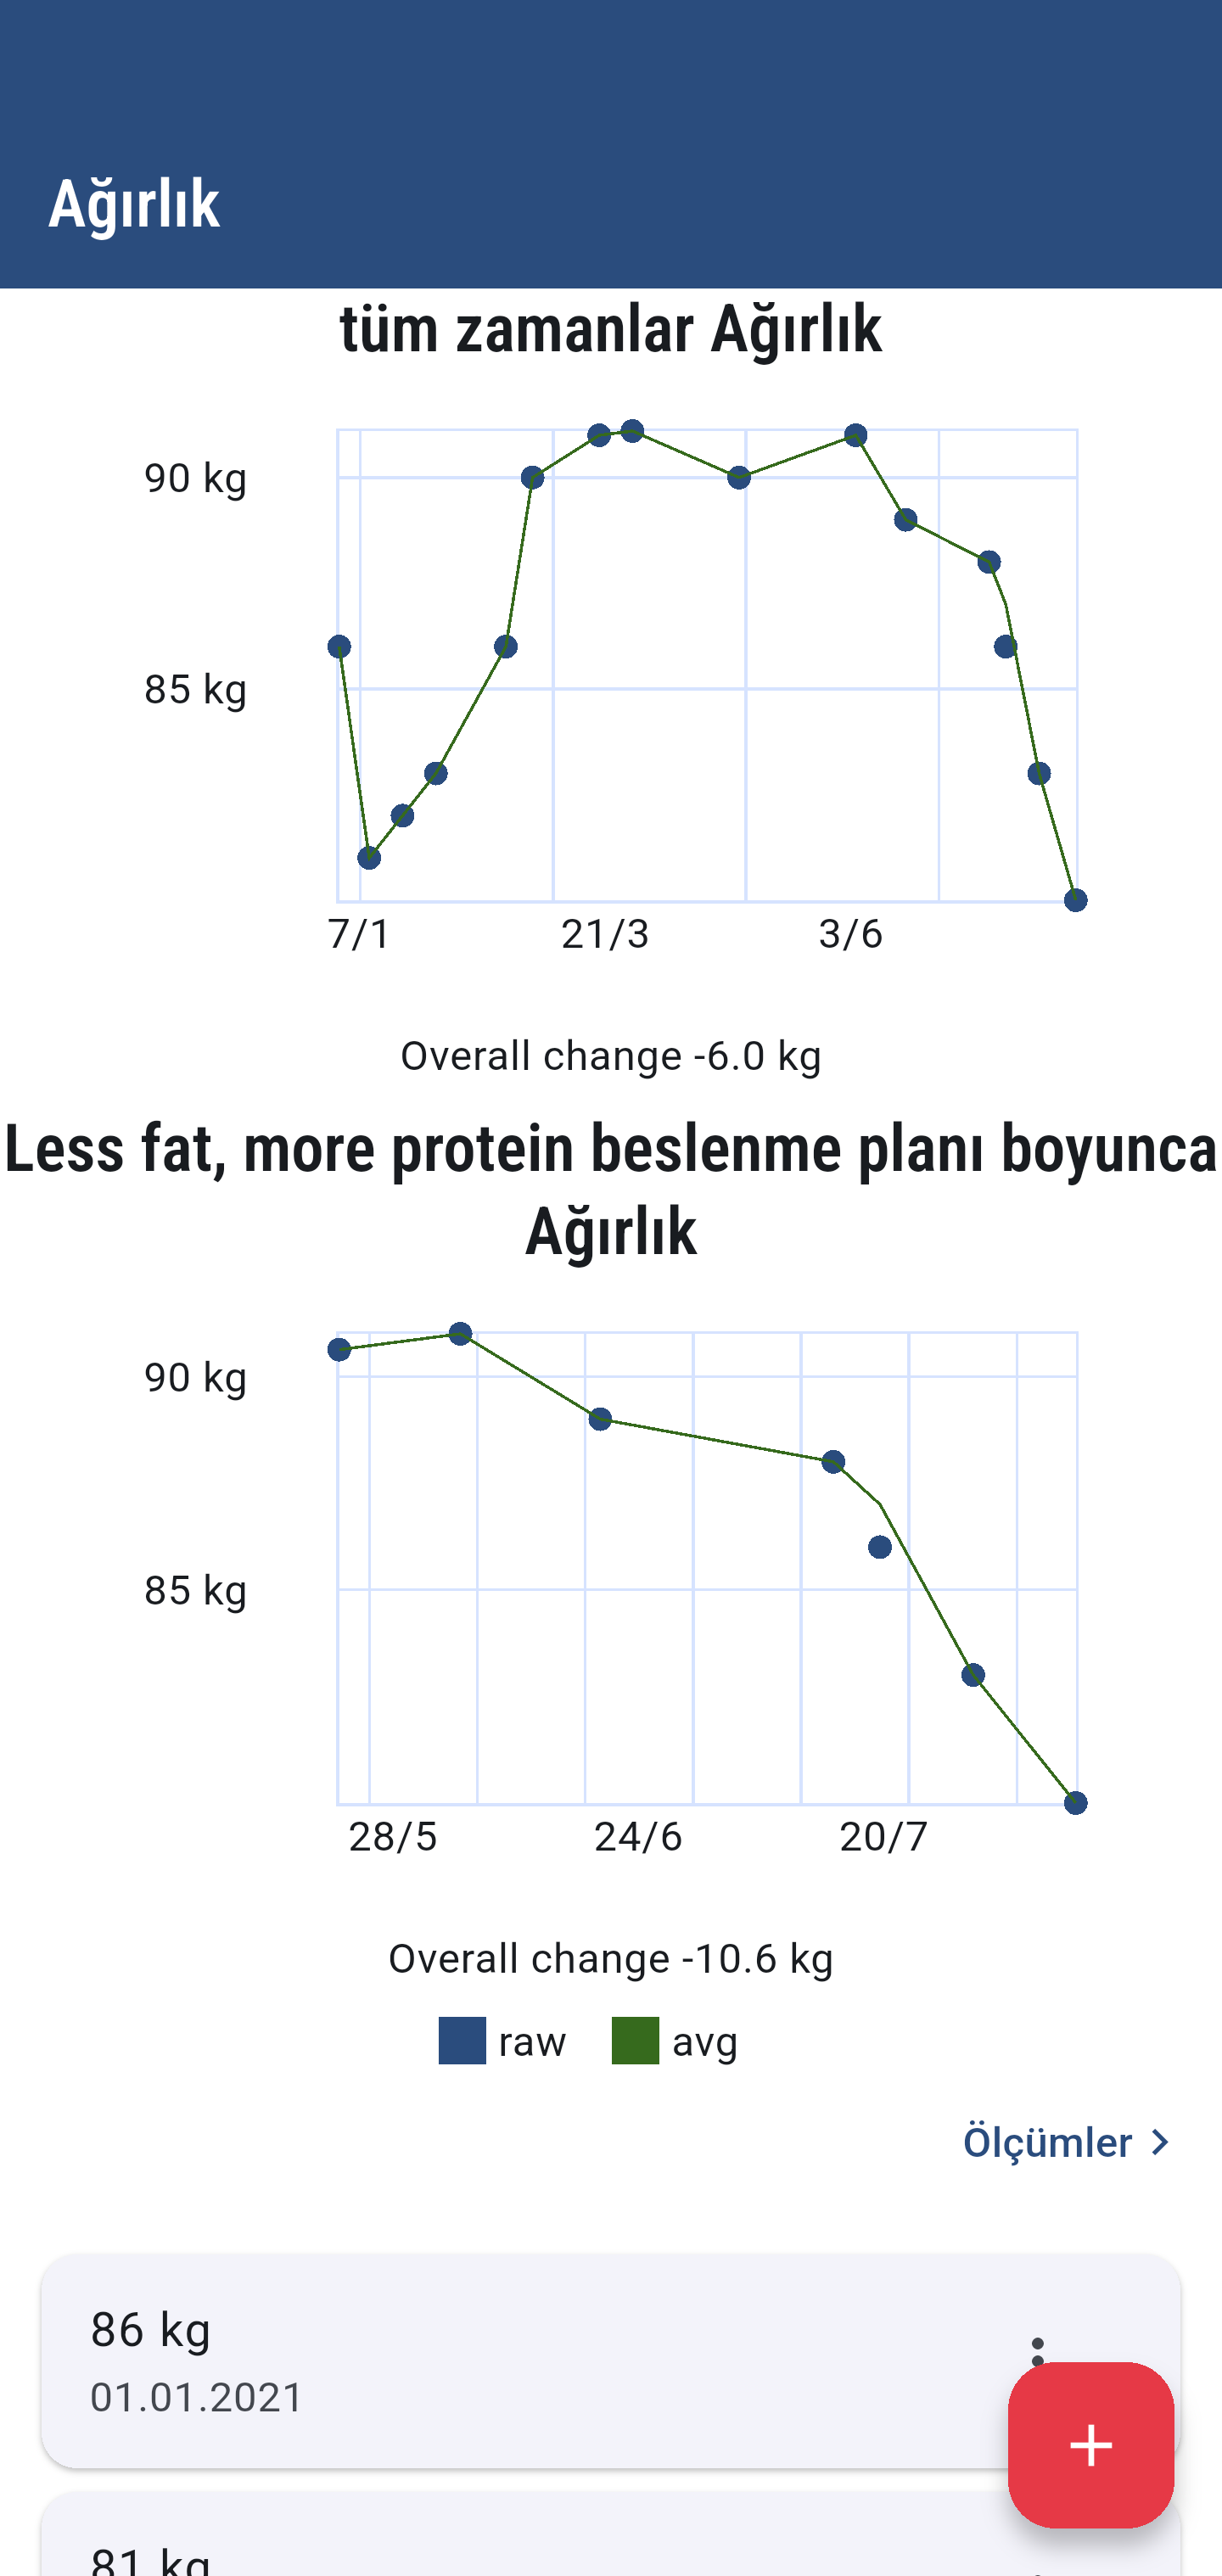 Ağırlık
tüm zamanlar Ağırlık
90 kg
85 kg
7/1 21/3 3/6
Overall change -6.0 kg
Less fat, more protein beslenme planı boyunca
Ağırlık
90 kg
85 kg
28/5 24/6 20/7
Overall change -10.6 kg
raw avg
Ölçümler
86 kg
01.01.2021
81 kg